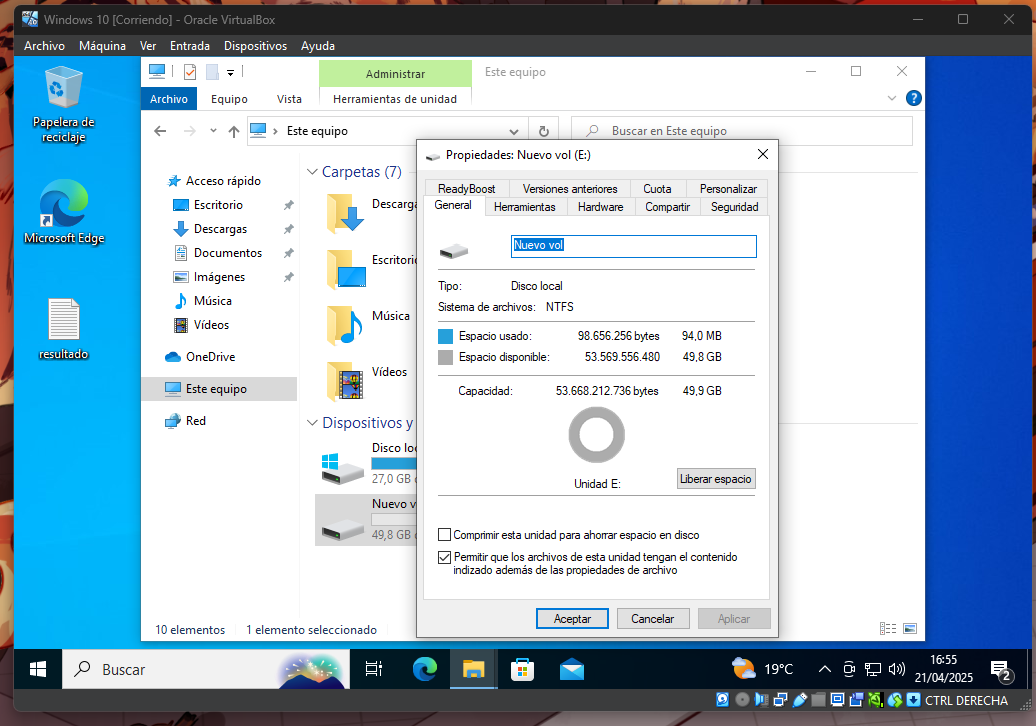 Windows 10 [Corriendo] - Oracle VirtualBox
Archivo Máquina Ver Entrada Dispositivos Ayuda
Papelera de reciclaje
Microsoft Edge
resultado
Administrar
Este equipo
Archivo Equipo Vista Herramientas de unidad
Este equipo
Buscar en Este equipo
Acceso rápido
Escritorio
Descargas
Documentos
Imágenes
Música
Vídeos
OneDrive
Este equipo
Red
Carpetas (7)
Descarga
Escritorio
Música
Vídeos
Dispositivos y
Disco loc
27,0 GB
Nuevo v
49,8 GB
10 elementos 1 elemento seleccionado
Propiedades: Nuevo vol (E:)
ReadyBoost Versiones anteriores Cuota Personalizar
General Herramientas Hardware Compartir Seguridad
Nuevo vol
Tipo: Disco local
Sistema de archivos: NTFS
Espacio usado: 98.656.256 bytes 94,0 MB
Espacio disponible: 53.569.556.480 49,8 GB
Capacidad: 53.668.212.736 bytes 49,9 GB
Unidad E:
Liberar espacio
Comprimir esta unidad para ahorrar espacio en disco
Permitir que los archivos de esta unidad tengan el contenido
indizado además de las propiedades de archivo
Aceptar Cancelar Aplicar
Buscar
19°C
16:55
21/04/2025
2
CTRL DERECHA